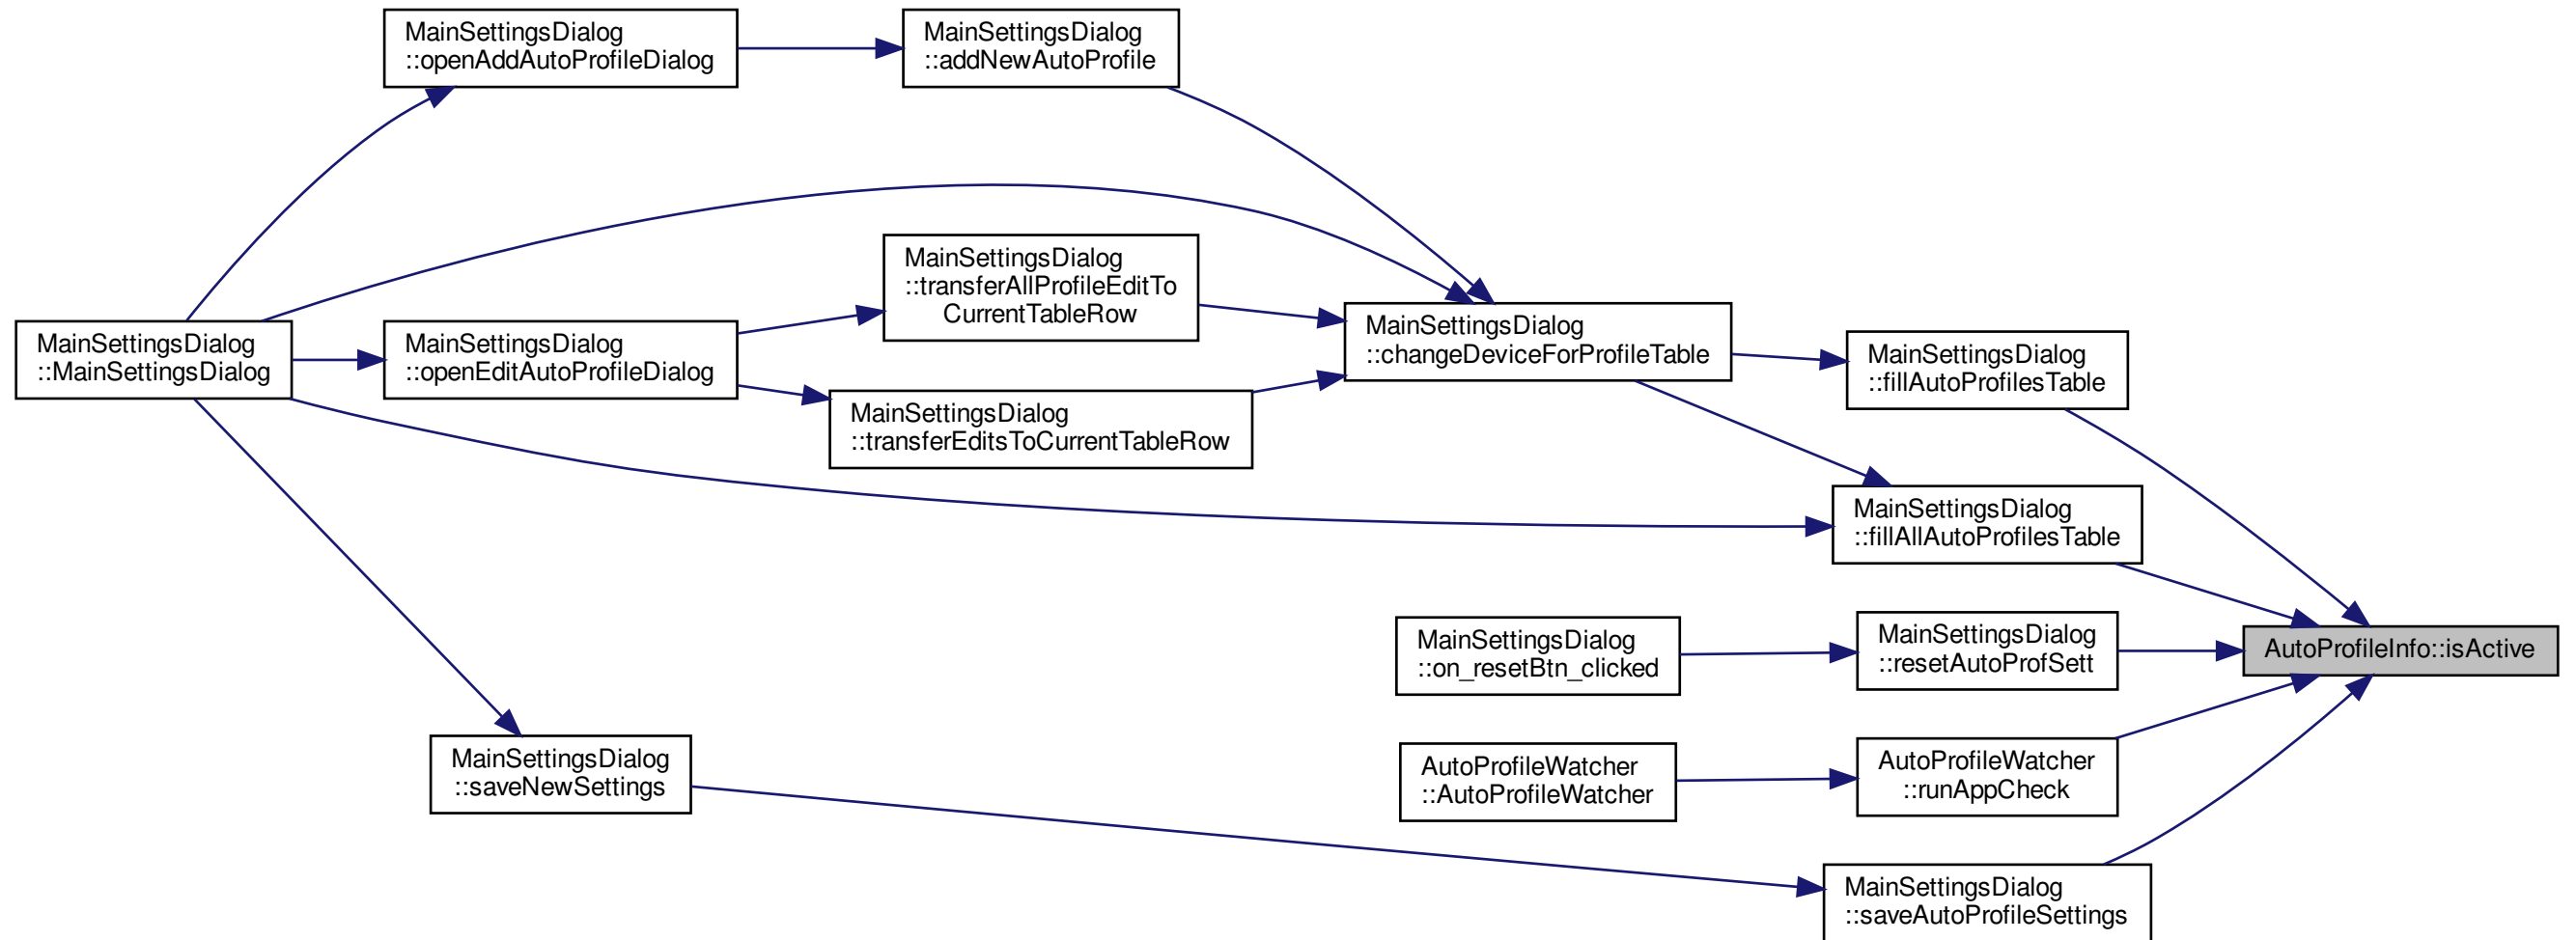 MainSettingsDialog
::openAddAutoProfileDialog
MainSettingsDialog
::addNewAutoProfile
MainSettingsDialog
::transferAllProfileEditTo
CurrentTableRow
MainSettingsDialog
::MainSettingsDialog
MainSettingsDialog
::openEditAutoProfileDialog
MainSettingsDialog
::transferEditsToCurrentTableRow
MainSettingsDialog
::changeDeviceForProfileTable
MainSettingsDialog
::fillAutoProfilesTable
MainSettingsDialog
::fillAllAutoProfilesTable
MainSettingsDialog
::on_resetBtn_clicked
MainSettingsDialog
::resetAutoProfSett
AutoProfileInfo::isActive
MainSettingsDialog
::saveNewSettings
AutoProfileWatcher
::AutoProfileWatcher
AutoProfileWatcher
::runAppCheck
MainSettingsDialog
::saveAutoProfileSettings